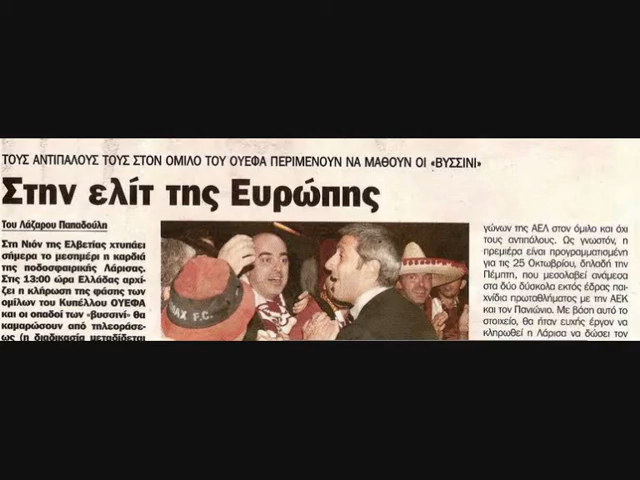 ΤΟΥΣ ΑΝΤΙΠΑΛΟΥΣ ΤΟΥΣ ΣΤΟΝ ΟΜΙΛΟ ΤΟΥ ΟΥΕΦΑ ΠΕΡΙΜΕΝΟΥΝ ΝΑ ΜΑΘΟΥΝ ΟΙ «ΒΥΣΣΙΝΙ»
Στην ελίτ της Ευρώπης
Του Λάζαρου Παπαδούλη
Στη Νιόν της Ελβετίας χτυπάει
σήμερα το μεσημέρι η καρδιά
της ποδοσφαιρικής Λάρισας.
Στις 13:00 ώρα Ελλάδας αρχί-
ζει η κλήρωση της φάσης των
ομίλων του Κυπέλλου ΟΥΕΦΑ
και οι οπαδοί των «βυσσινί» θα
καμαρώσουν από τηλεοράσε-
ως (η διαδικασία μεταδίδεται
AX F.C.
γώνων της ΑΕΛ στον όμιλο και όχι
τους αντιπάλους. Ως γνωστόν, η
πρεμιέρα είναι προγραμματισμένη
για τις 25 Οκτωβρίου, δηλαδή την
Πέμπτη, που μεσολαβεί ανάμεσα
στα δύο δύσκολα εκτός έδρας παι-
χνίδια πρωταθλήματος με την ΑΕΚ
και τον Πανιώνιο. Με βάση αυτό το
στοιχείο, θα ήταν ευχής έργον να
κληρωθεί η Λάρισα να δώσει τον